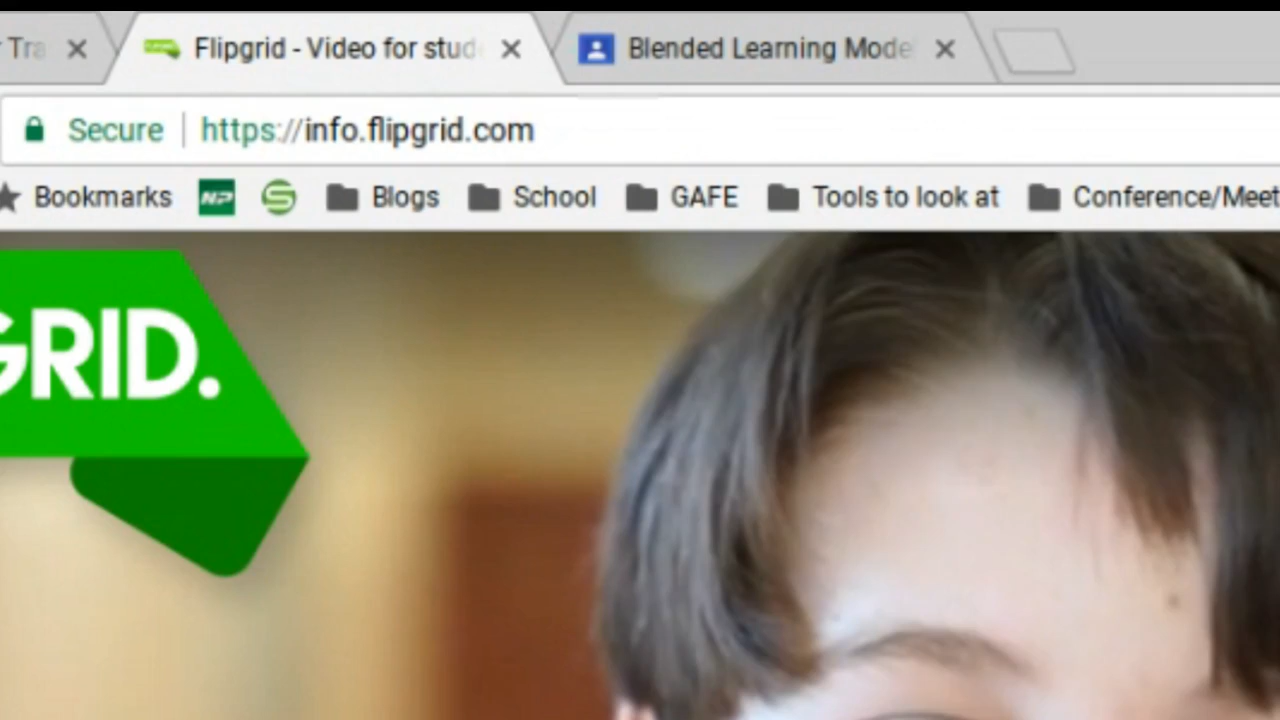 Tra Flipgrid - Video for stud Blended Learning Mode
Secure https://info.flipgrid.com
Bookmarks NP S Blogs School GAFE Tools to look at Conference/Meet
GRID.